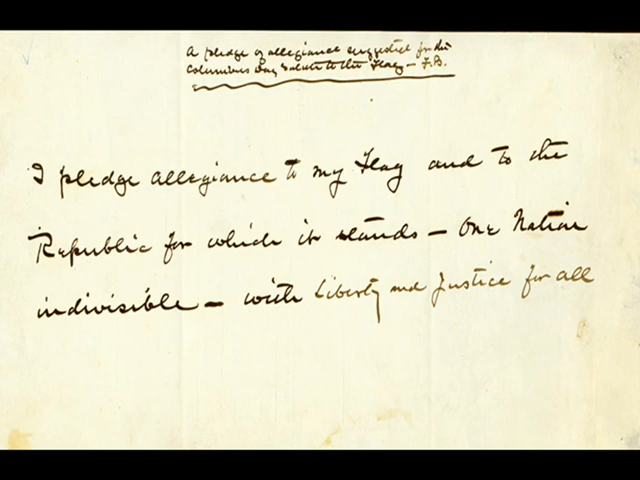 A pledge of allegiance suggested for the
Columbus Day Salute to the Flag — F.B.
I pledge allegiance to my Flag and to the
Republic for which it stands — One Nation
indivisible — with Liberty and Justice for all